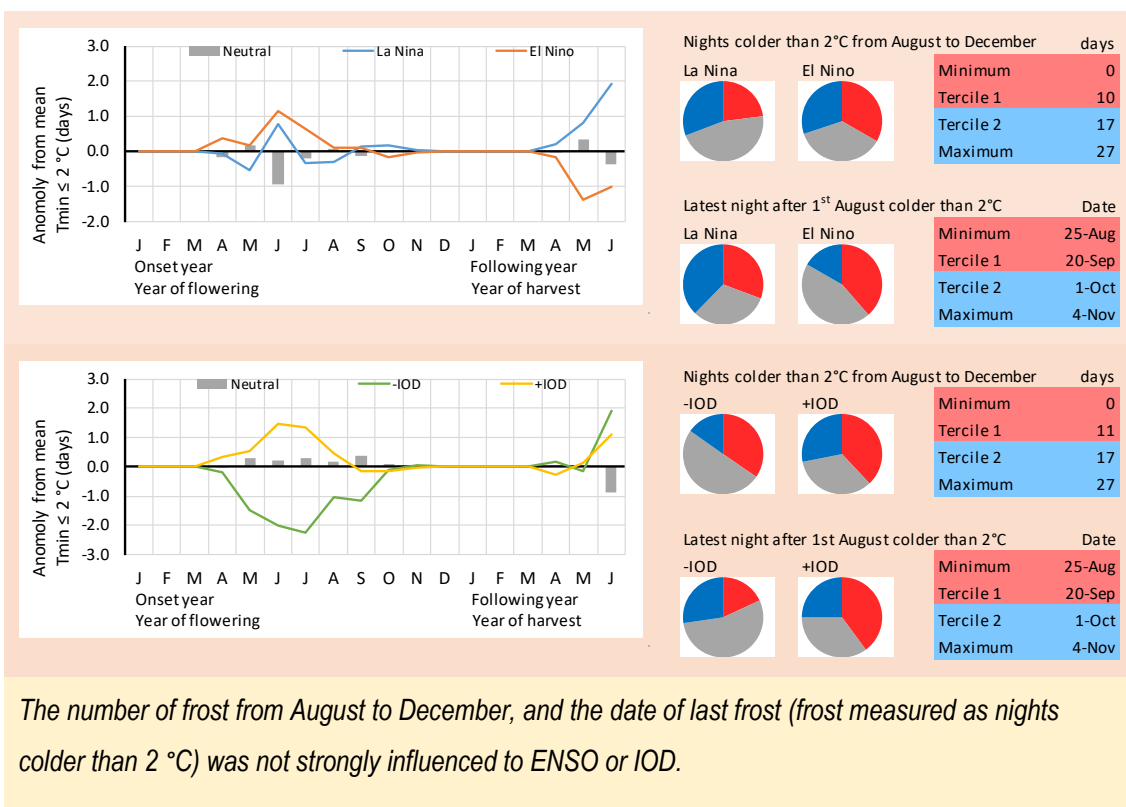 3.0
2.0
1.0
0.0
-1.0
-2.0
Anomoly from mean
Tmin ≤ 2 °C (days)
Neutral La Nina El Nino
J F M A M J J A S O N D J F M A M J
Onset year Following year
Year of flowering Year of harvest
Nights colder than 2°C from August to December days
La Nina El Nino
Minimum 0
Tercile 1 10
Tercile 2 17
Maximum 27
Latest night after 1st August colder than 2°C Date
La Nina El Nino
Minimum 25-Aug
Tercile 1 20-Sep
Tercile 2 1-Oct
Maximum 4-Nov
3.0
2.0
1.0
0.0
-1.0
-2.0
-3.0
Anomoly from mean
Tmin ≤ 2 °C (days)
Neutral -IOD +IOD
J F M A M J J A S O N D J F M A M J
Onset year Following year
Year of flowering Year of harvest
Nights colder than 2°C from August to December days
-IOD +IOD
Minimum 0
Tercile 1 11
Tercile 2 17
Maximum 27
Latest night after 1st August colder than 2°C Date
-IOD +IOD
Minimum 25-Aug
Tercile 1 20-Sep
Tercile 2 1-Oct
Maximum 4-Nov
The number of frost from August to December, and the date of last frost (frost measured as nights
colder than 2 °C) was not strongly influenced to ENSO or IOD.